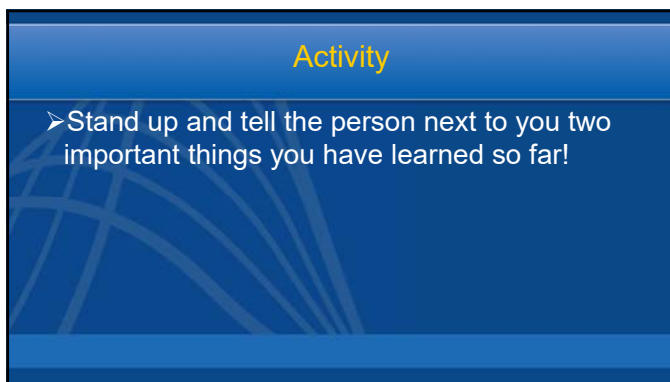 Activity
➢Stand up and tell the person next to you two
important things you have learned so far!